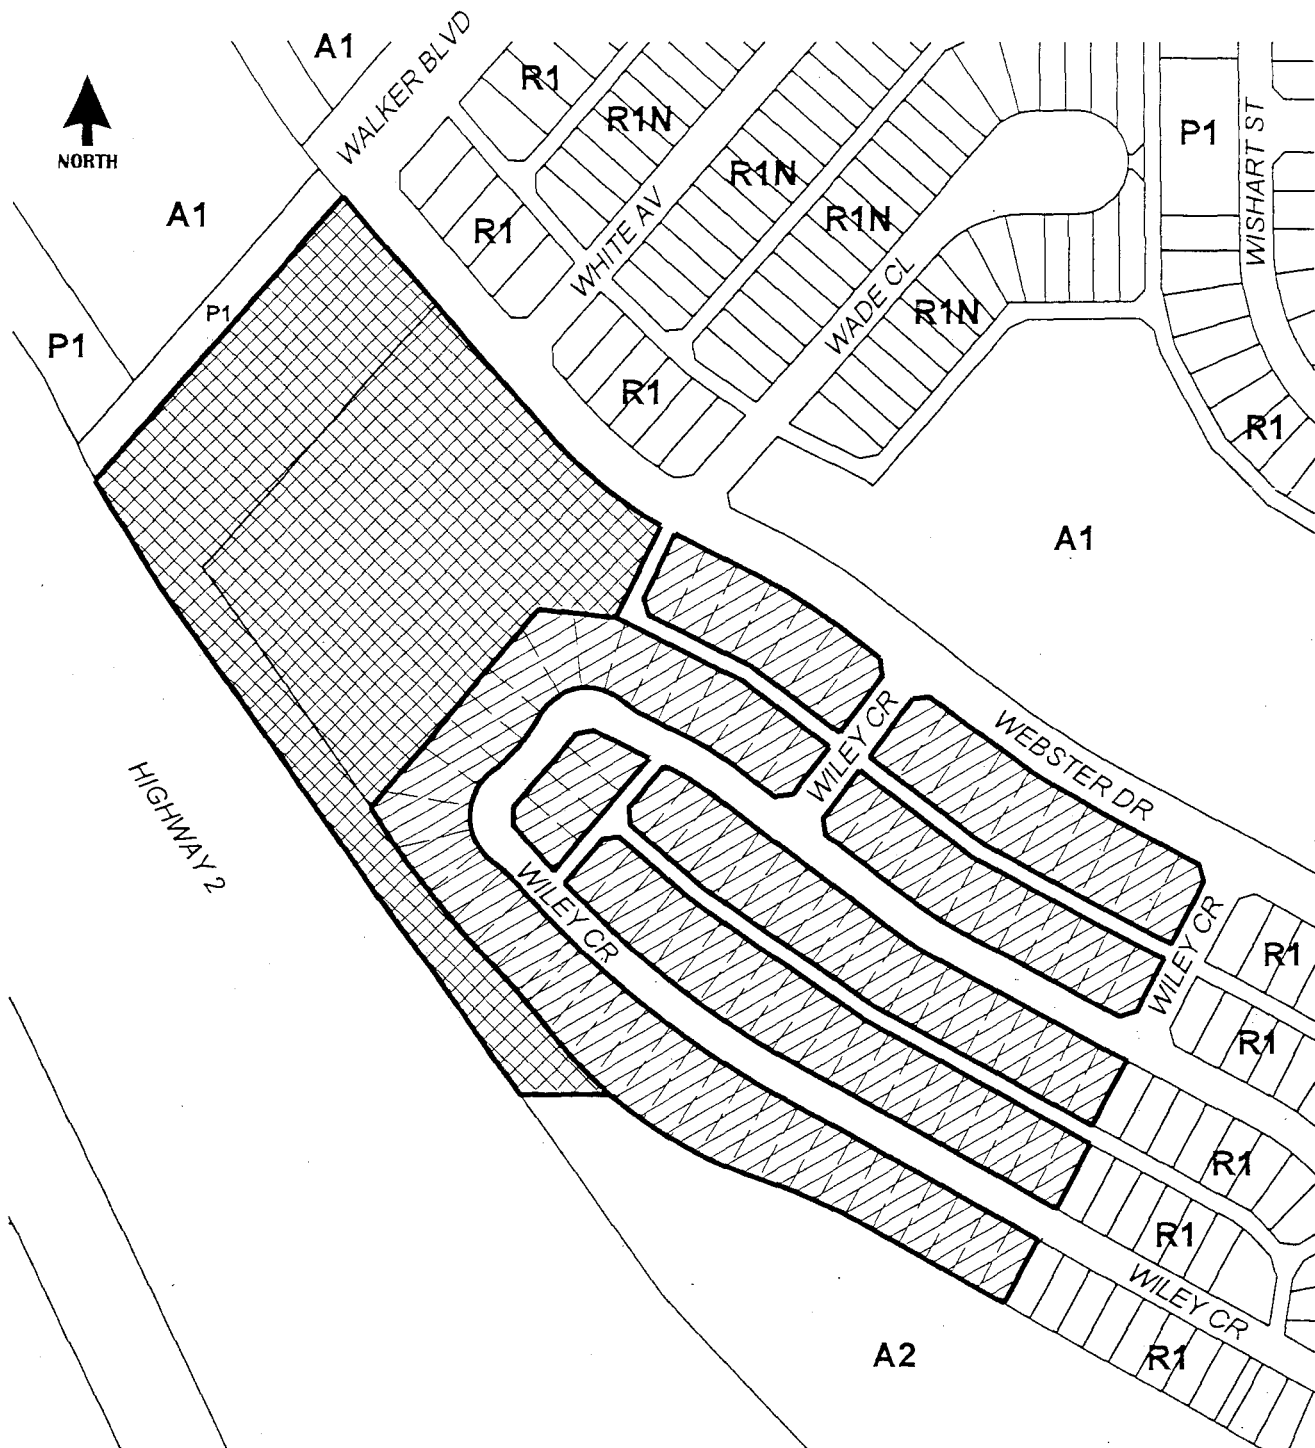 A1
WALKER BLVD
R1
R1N
P1
WISHART ST
NORTH
R1N
A1
R1
WHITE AV
R1N
WADE CL
P1
R1N
P1
R1
R1
A1
WILEY CR
WEBSTER DR
HIGHWAY 2
WILEY CR
WILEY CR
R1
R1
R1
R1
WILEY CR
A2
R1